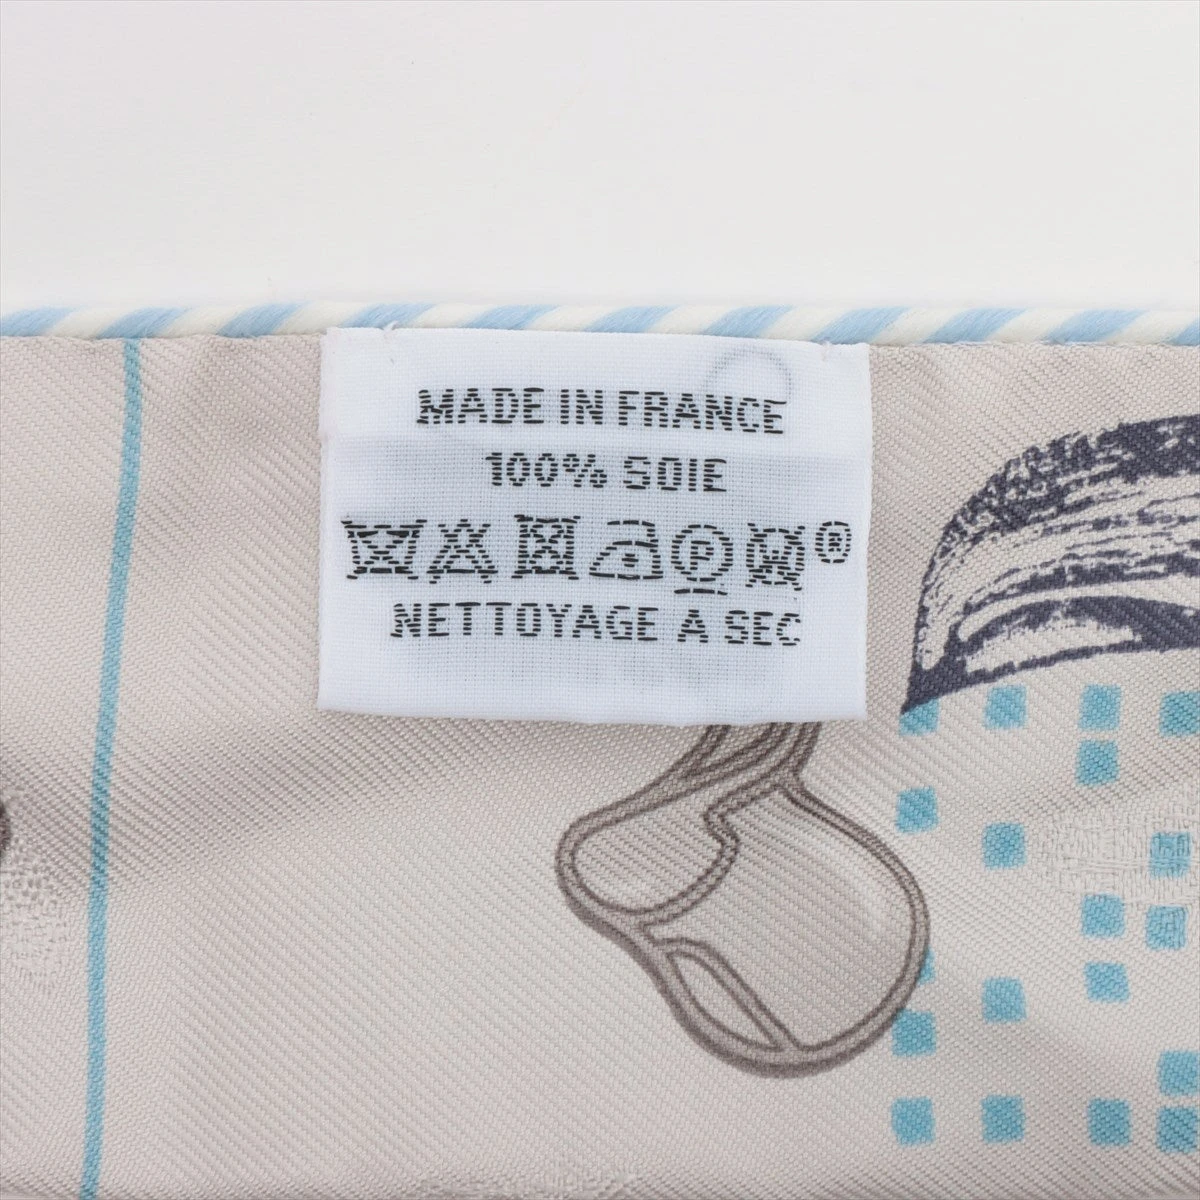 MADE IN FRANCE
100% SOIE
P W ®
NETTOYAGE A SEC